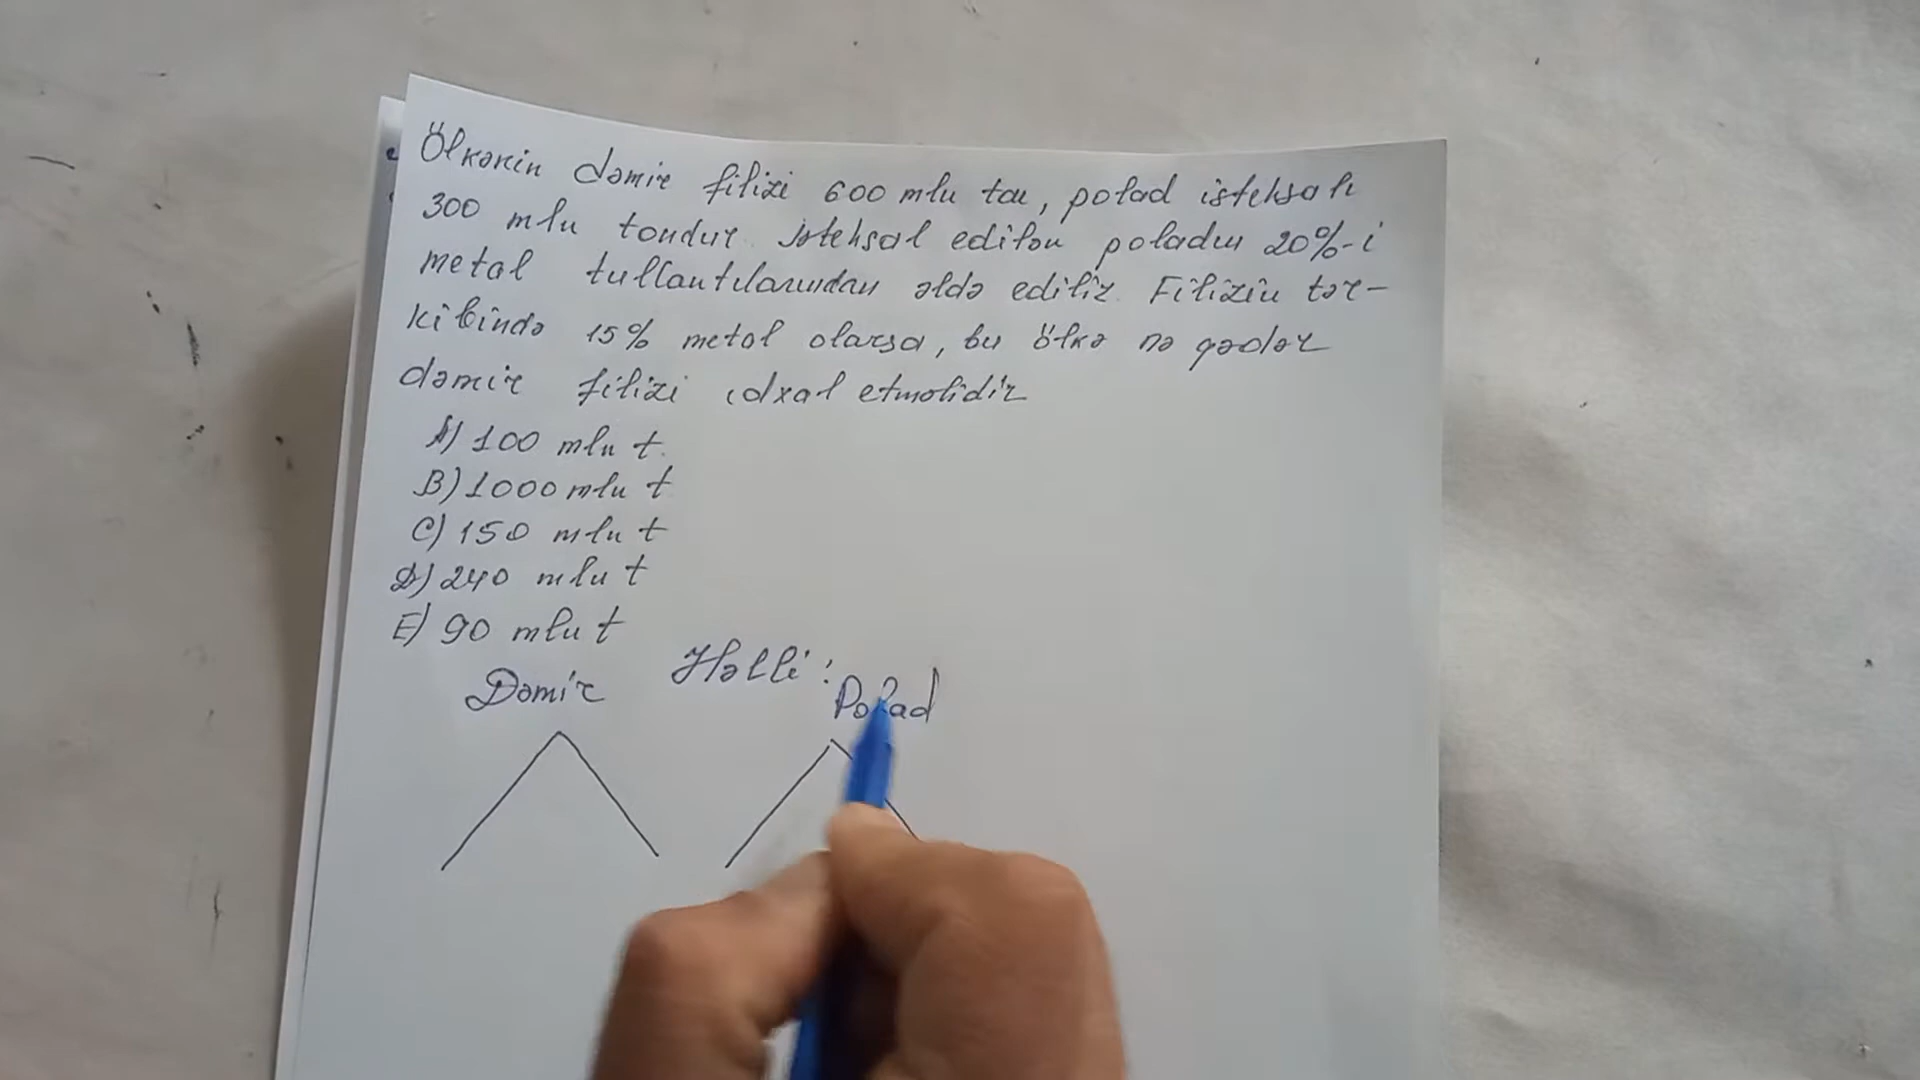 Ölkənin dəmir filizi 600 mln ton, polad istehsalı
300 mln tondur. İstehsal edilən poladın 20%-i
metal tullantılarından əldə edilir. Filizin tər-
kibində 15% metal olarsa, bu ölkə nə qədər
dəmir filizi idxal etməlidir
A) 100 mln t.
B) 1000 mln t
C) 150 mln t
D) 240 mln t
E) 90 mln t
Həlli:
Dəmir
Polad